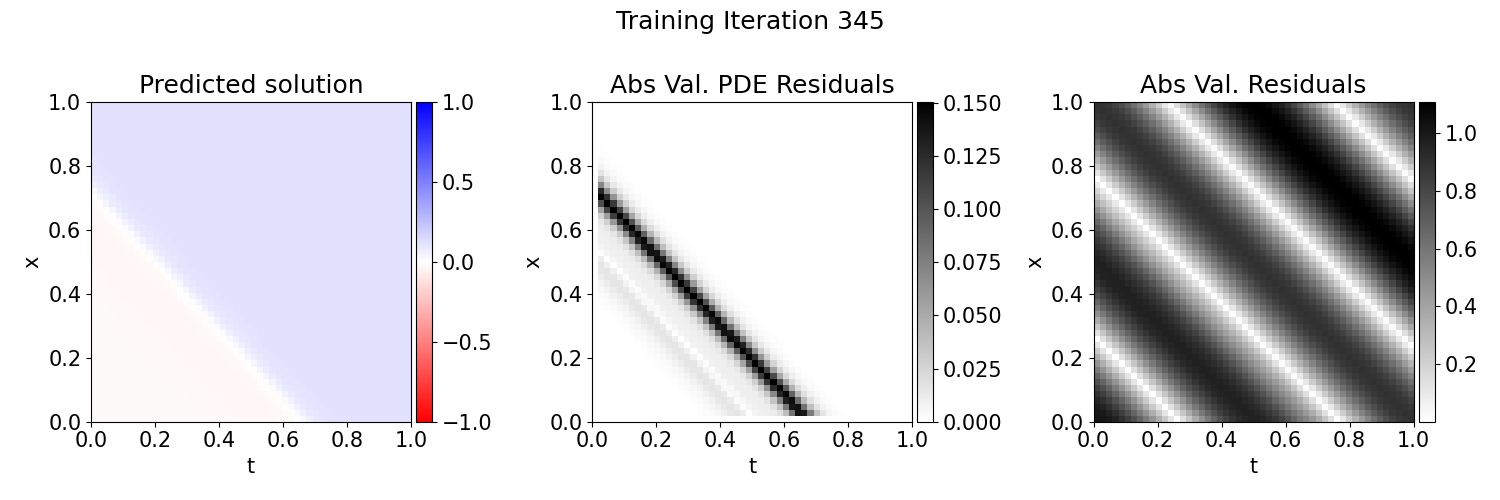 Training Iteration 345
Predicted solution
1.0
0.8
0.6
0.4
0.2
0.0
x
0.0 0.2 0.4 0.6 0.8 1.0
t
1.0
0.5
0.0
−0.5
−1.0
Abs Val. PDE Residuals
1.0
0.8
0.6
0.4
0.2
0.0
x
0.0 0.2 0.4 0.6 0.8 1.0
t
0.150
0.125
0.100
0.075
0.050
0.025
0.000
Abs Val. Residuals
1.0
0.8
0.6
0.4
0.2
0.0
x
0.0 0.2 0.4 0.6 0.8 1.0
t
1.0
0.8
0.6
0.4
0.2